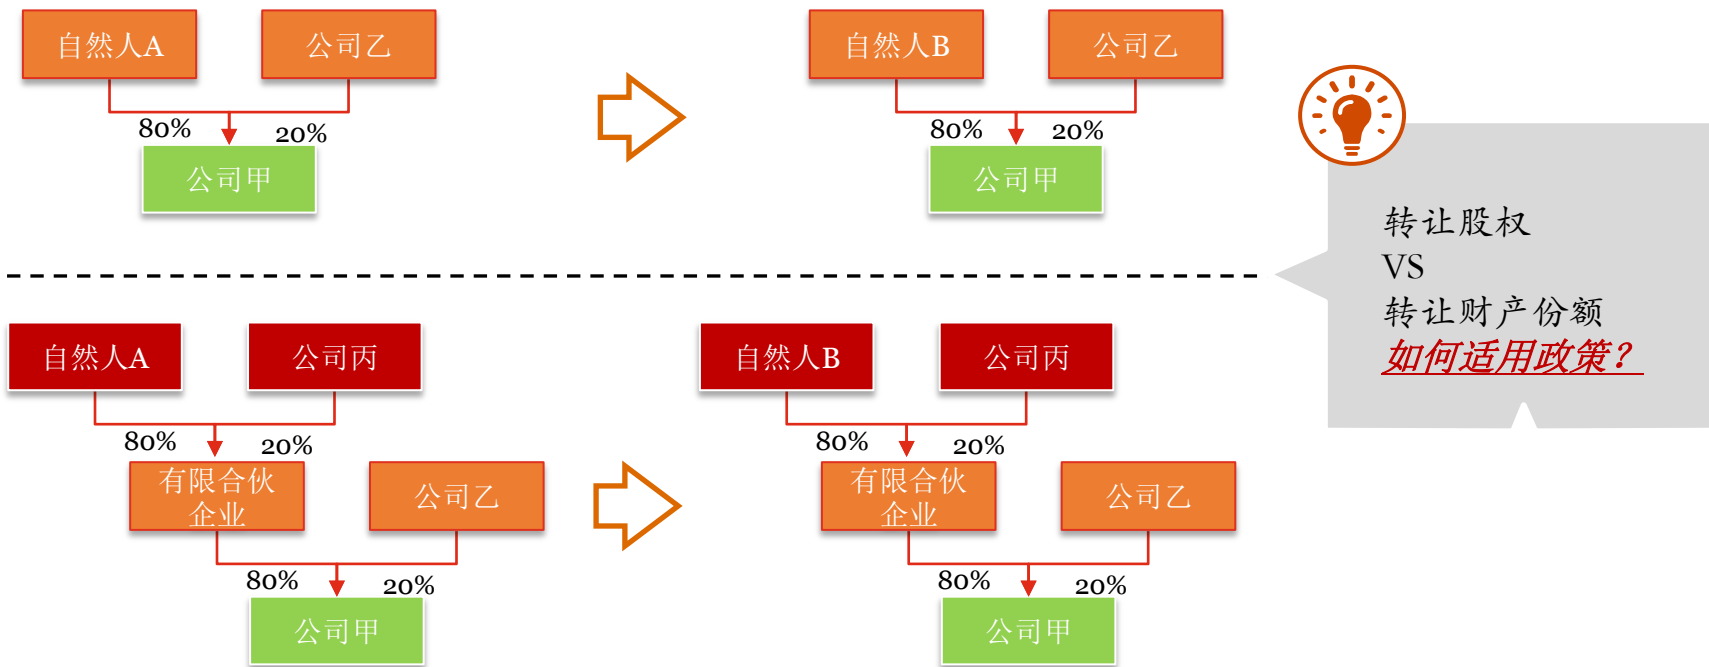 自然人A
公司乙
80%
20%
公司甲
自然人B
公司乙
80%
20%
公司甲
转让股权
VS
转让财产份额
如何适用政策？
自然人A
公司丙
80%
20%
有限合伙
企业
公司乙
80%
20%
公司甲
自然人B
公司丙
80%
20%
有限合伙
企业
公司乙
80%
20%
公司甲